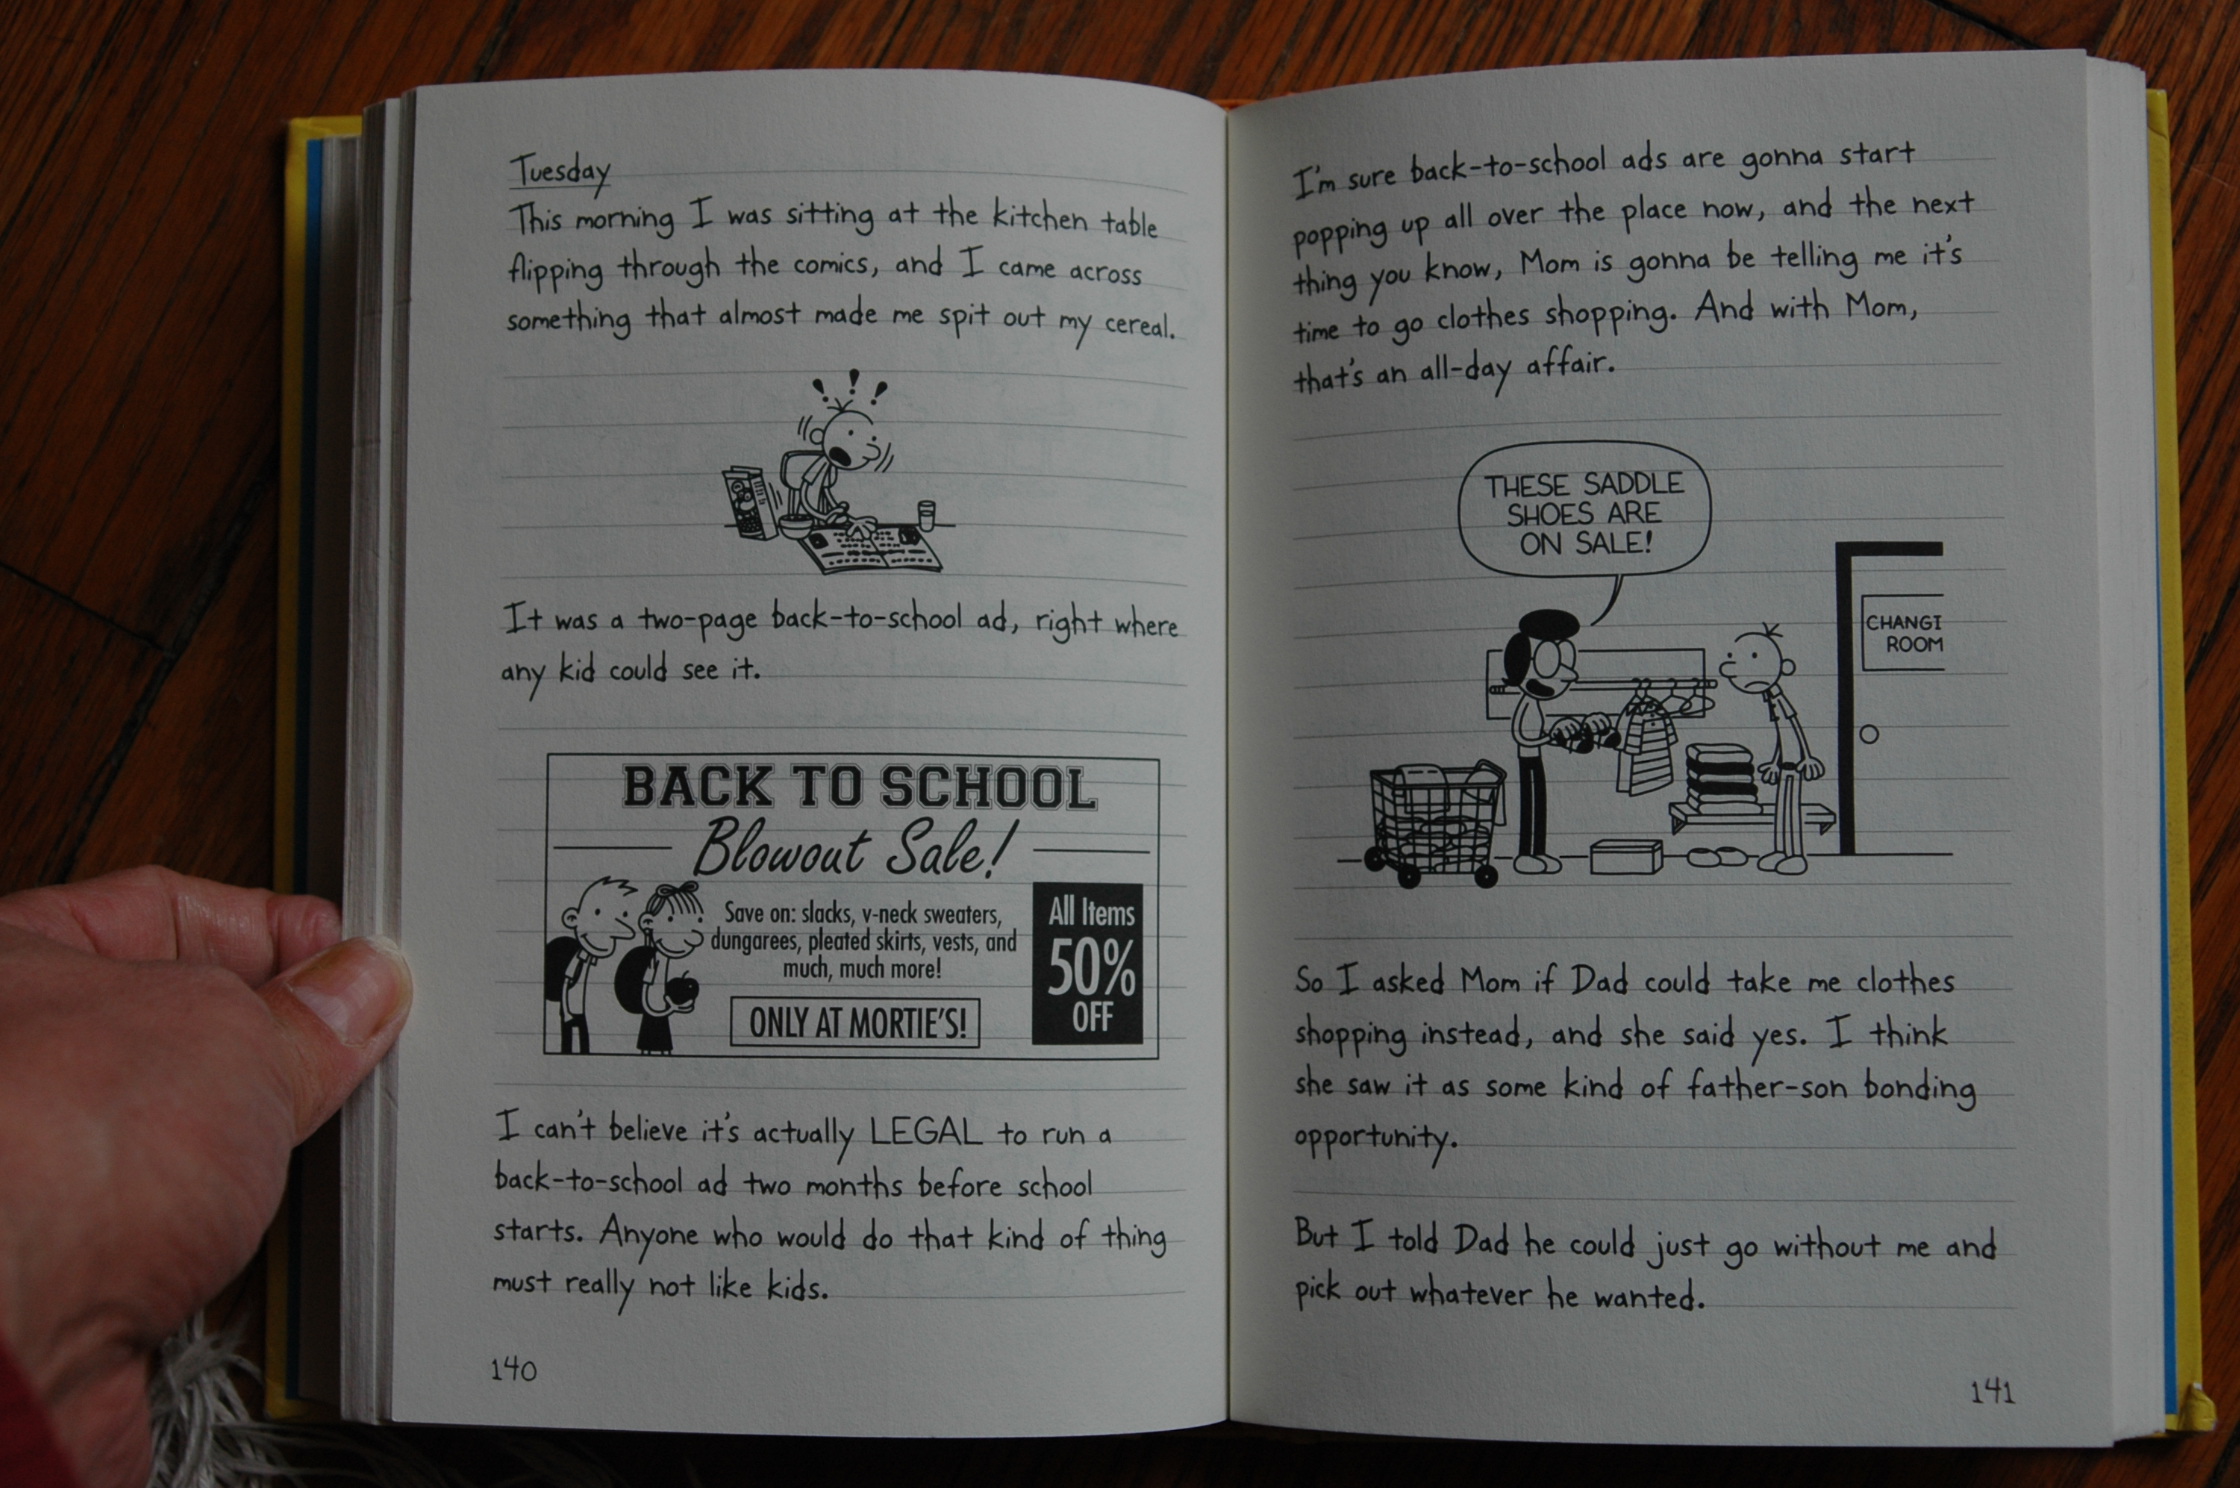 Tuesday
This morning I was sitting at the kitchen table
flipping through the comics, and I came across
something that almost made me spit out my cereal.
It was a two-page back-to-school ad, right where
any kid could see it.
BACK TO SCHOOL
Blowout Sale!
Save on: slacks, v-neck sweaters,
dungarees, pleated skirts, vests, and
much, much more!
ONLY AT MORTIE'S!
All Items
50%
OFF
I can't believe it's actually LEGAL to run a
back-to-school ad two months before school
starts. Anyone who would do that kind of thing
must really not like kids.
140
I'm sure back-to-school ads are gonna start
popping up all over the place now, and the next
thing you know, Mom is gonna be telling me it's
time to go clothes shopping. And with Mom,
that's an all-day affair.
THESE SADDLE
SHOES ARE
ON SALE!
CHANGI
ROOM
So I asked Mom if Dad could take me clothes
shopping instead, and she said yes. I think
she saw it as some kind of father-son bonding
opportunity.
But I told Dad he could just go without me and
pick out whatever he wanted.
141